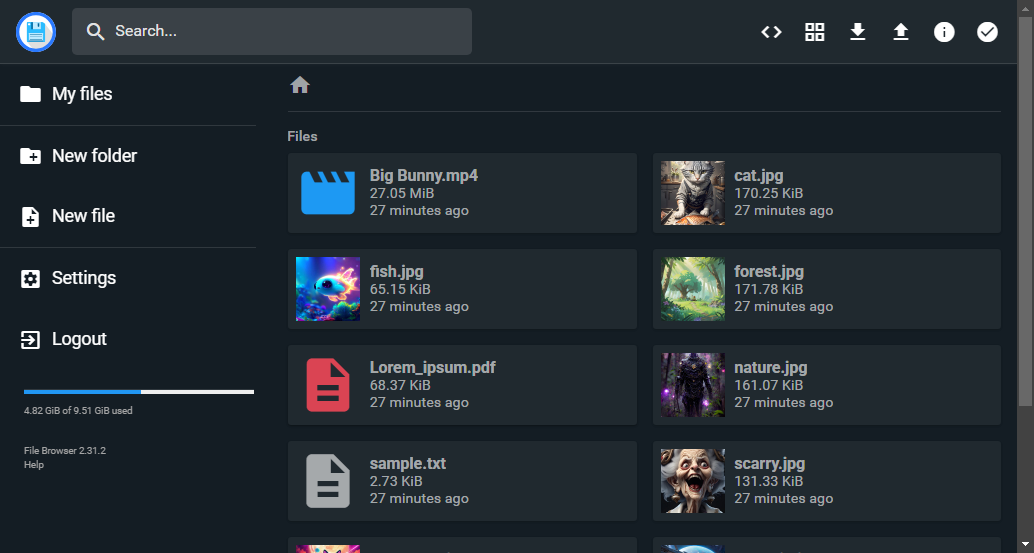 Search...
My files
New folder
New file
Settings
Logout
4.82 GiB of 9.51 GiB used
File Browser 2.31.2
Help
Files
Big Bunny.mp4
27.05 MiB
27 minutes ago
cat.jpg
170.25 KiB
27 minutes ago
fish.jpg
65.15 KiB
27 minutes ago
forest.jpg
171.78 KiB
27 minutes ago
Lorem_ipsum.pdf
68.37 KiB
27 minutes ago
nature.jpg
161.07 KiB
27 minutes ago
sample.txt
2.73 KiB
27 minutes ago
scarry.jpg
131.33 KiB
27 minutes ago